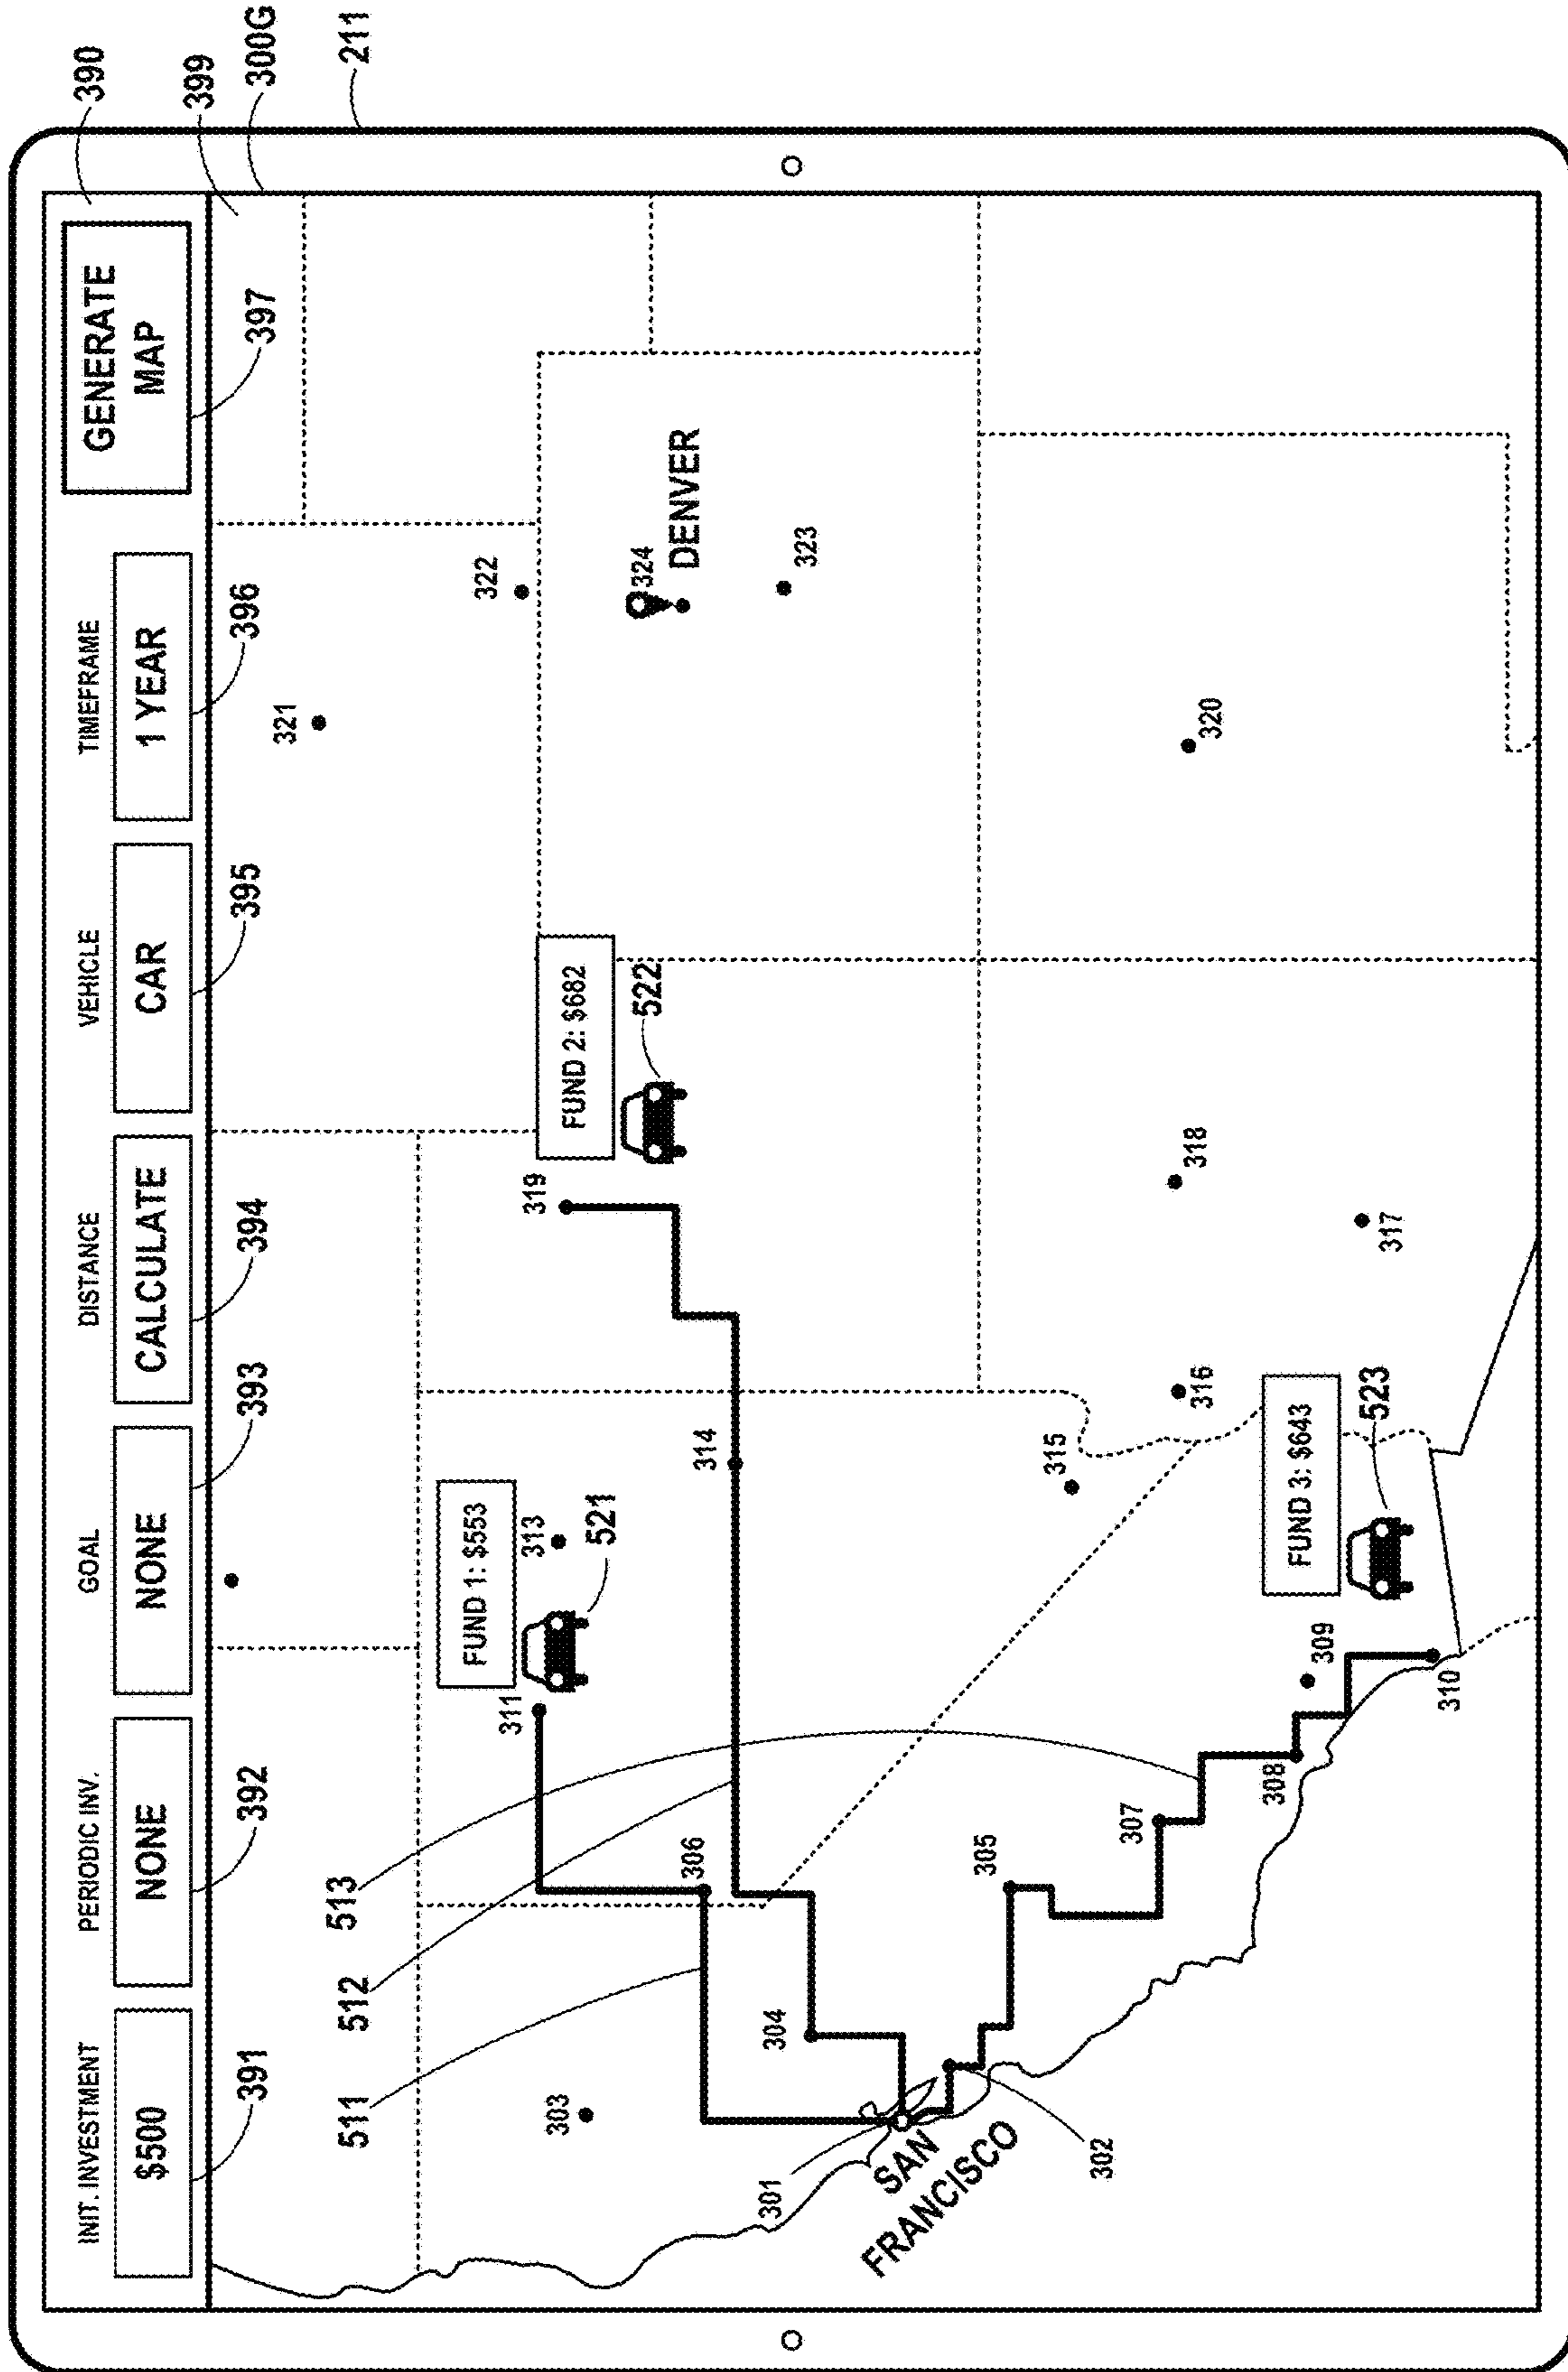 390
399
300G
211
INIT. INVESTMENT
$500
391
PERIODIC INV.
NONE
392
GOAL
NONE
393
DISTANCE
CALCULATE
394
VEHICLE
CAR
395
TIMEFRAME
1 YEAR
396
GENERATE
MAP
397
321
322
324
DENVER
323
320
FUND 1: $553
311
313
521
FUND 2: $682
319
522
314
513
512
511
306
303
304
301
SAN
FRANCISCO
302
305
307
308
309
310
FUND 3: $643
523
315
316
318
317